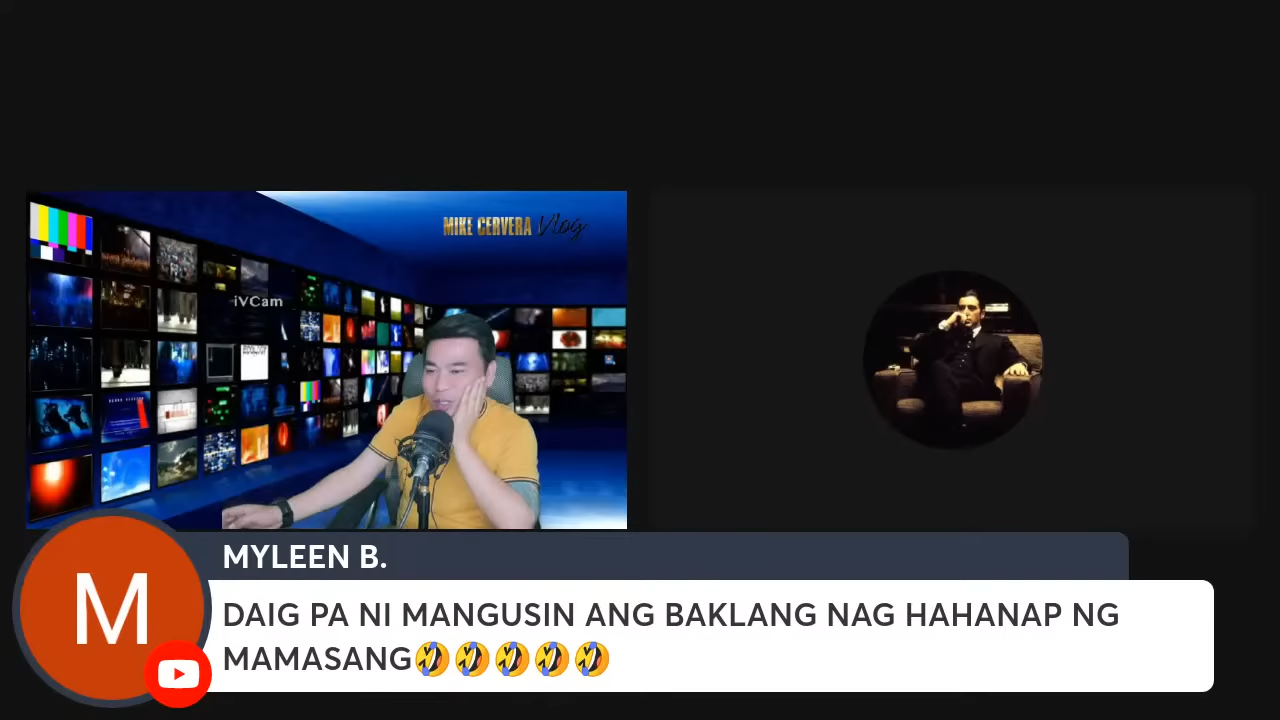 MIKE CERVERA Vlog
iVCam
M
MYLEEN B.
DAIG PA NI MANGUSIN ANG BAKLANG NAG HAHANAP NG
MAMASANG🤣🤣🤣🤣🤣